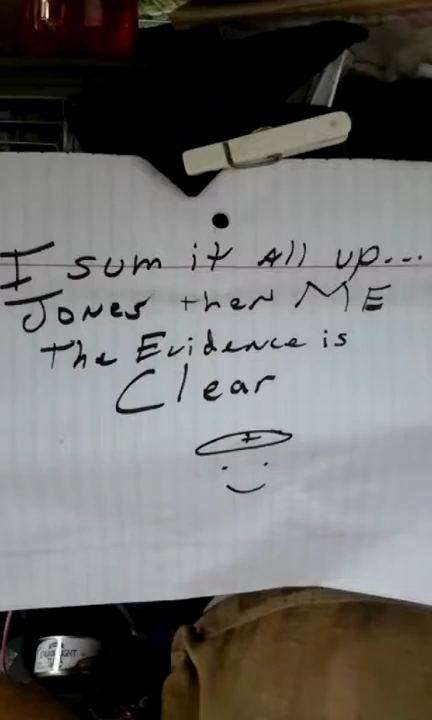 I sum it All up...
Jones then ME
The Evidence is
Clear